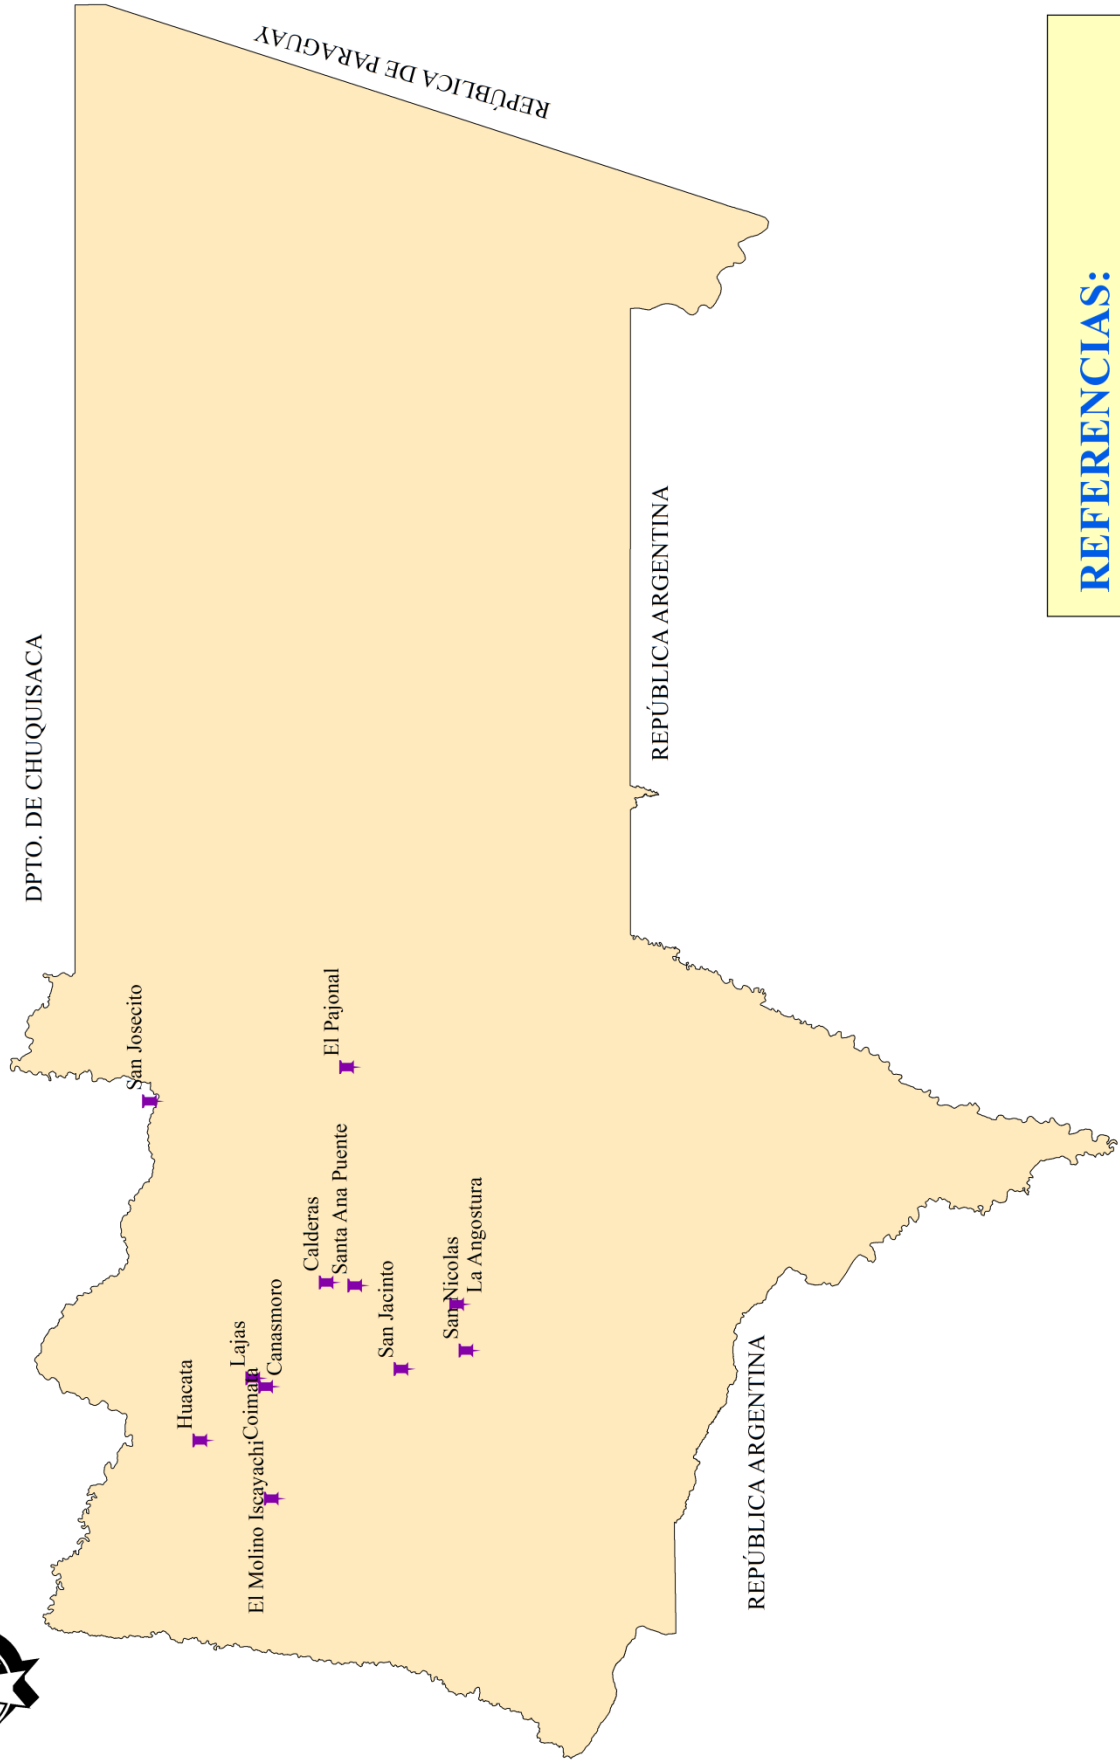 DPTO. DE CHUQUISACA
REPÚBLICA DE PARAGUAY
San Josecito
Huacata
Lajas
Coimata
Canasmoro
El Molino Iscayachi
Calderas
El Pajonal
Santa Ana Puente
San Jacinto
San Nicolas
La Angostura
REPÚBLICA ARGENTINA
REPÚBLICA ARGENTINA
REFERENCIAS: